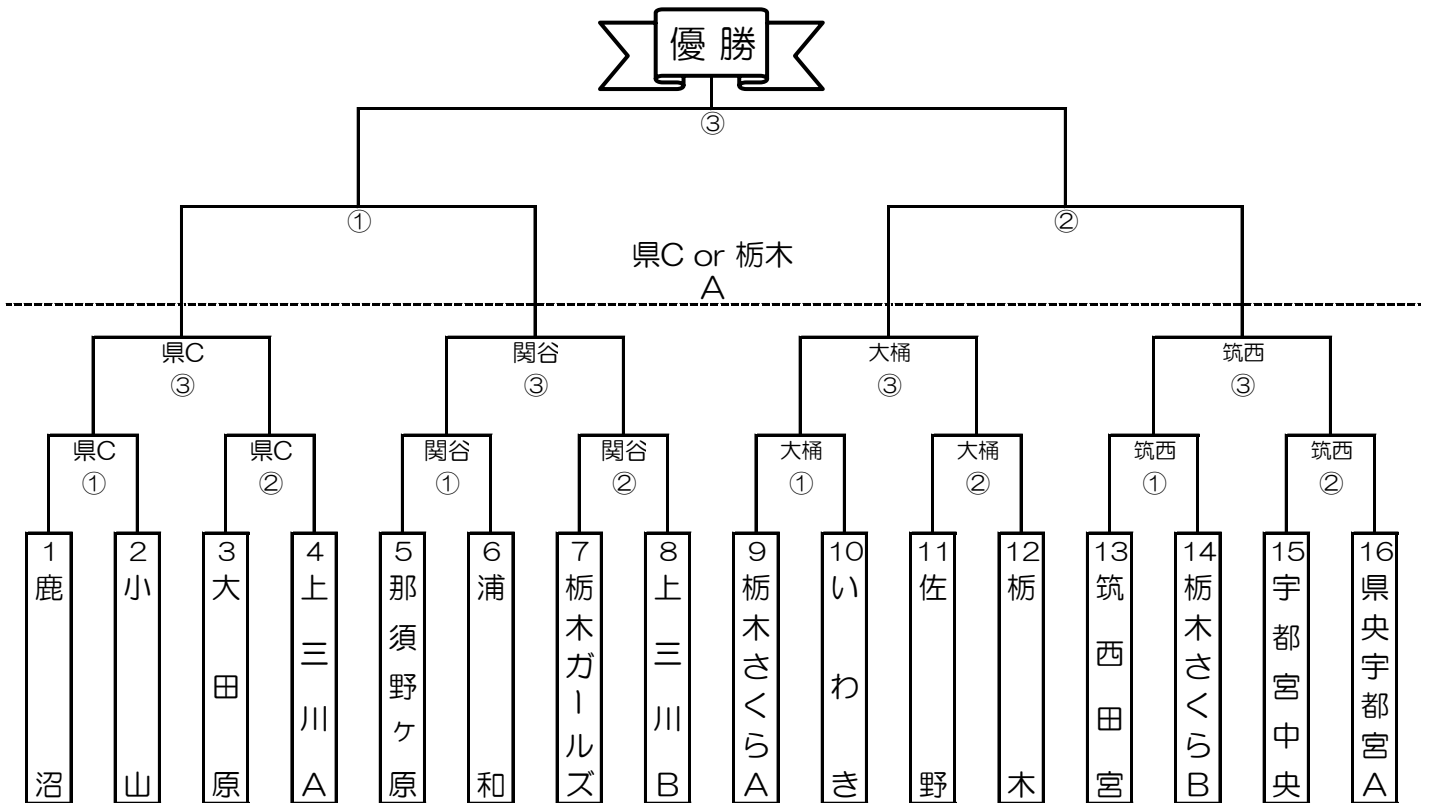 優勝
③
① ②
県C or 栃木
A
県C 関谷 大桶 筑西
③ ③ ③ ③
県C 県C 関谷 関谷 大桶 大桶 筑西 筑西
① ② ① ② ① ② ① ②
1 鹿沼
2 小山
3 大田原
4 上三川A
5 那須野ヶ原
6 浦和
7 栃木ガールズ
8 上三川B
9 栃木さくらA
10 いわき
11 佐野
12 栃木
13 筑西田宮
14 栃木さくらB
15 宇都宮中央
16 県央宇都宮A